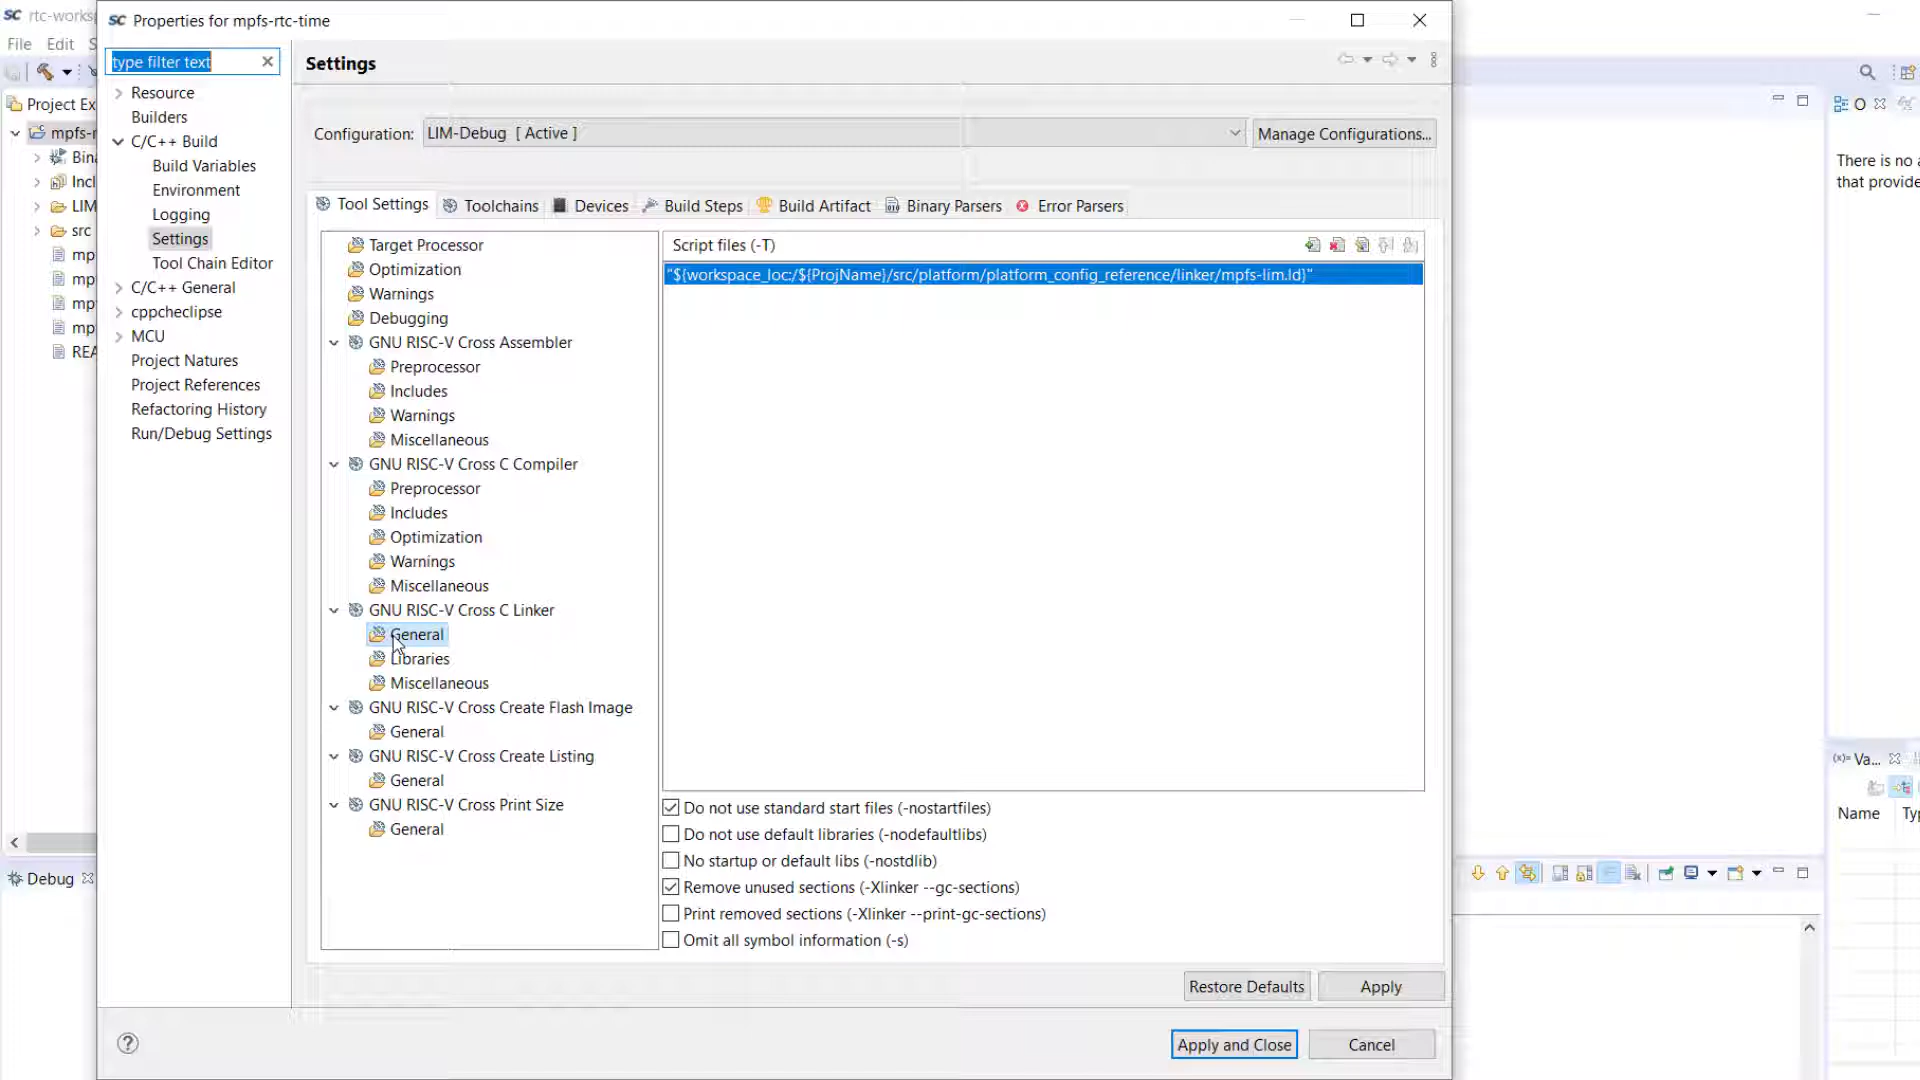 SC rtc-works
File Edit S
Project Ex
mpfs-r
Bina
Incl
LIM
src
mp
mp
mp
mp
REA
Debug
SC Properties for mpfs-rtc-time
type filter text
Resource
Builders
C/C++ Build
Build Variables
Environment
Logging
Settings
Tool Chain Editor
C/C++ General
cppcheclipse
MCU
Project Natures
Project References
Refactoring History
Run/Debug Settings
Settings
Configuration: LIM-Debug [ Active ] Manage Configurations...
Tool Settings Toolchains Devices Build Steps Build Artifact Binary Parsers Error Parsers
Target Processor
Optimization
Warnings
Debugging
GNU RISC-V Cross Assembler
Preprocessor
Includes
Warnings
Miscellaneous
GNU RISC-V Cross C Compiler
Preprocessor
Includes
Optimization
Warnings
Miscellaneous
GNU RISC-V Cross C Linker
General
Libraries
Miscellaneous
GNU RISC-V Cross Create Flash Image
General
GNU RISC-V Cross Create Listing
General
GNU RISC-V Cross Print Size
General
Script files (-T)
"${workspace_loc:/${ProjName}/src/platform/platform_config_reference/linker/mpfs-lim.ld}"
Do not use standard start files (-nostartfiles)
Do not use default libraries (-nodefaultlibs)
No startup or default libs (-nostdlib)
Remove unused sections (-Xlinker --gc-sections)
Print removed sections (-Xlinker --print-gc-sections)
Omit all symbol information (-s)
Restore Defaults Apply
Apply and Close Cancel
O
There is no a
that provide
(x)= Va...
Name Typ